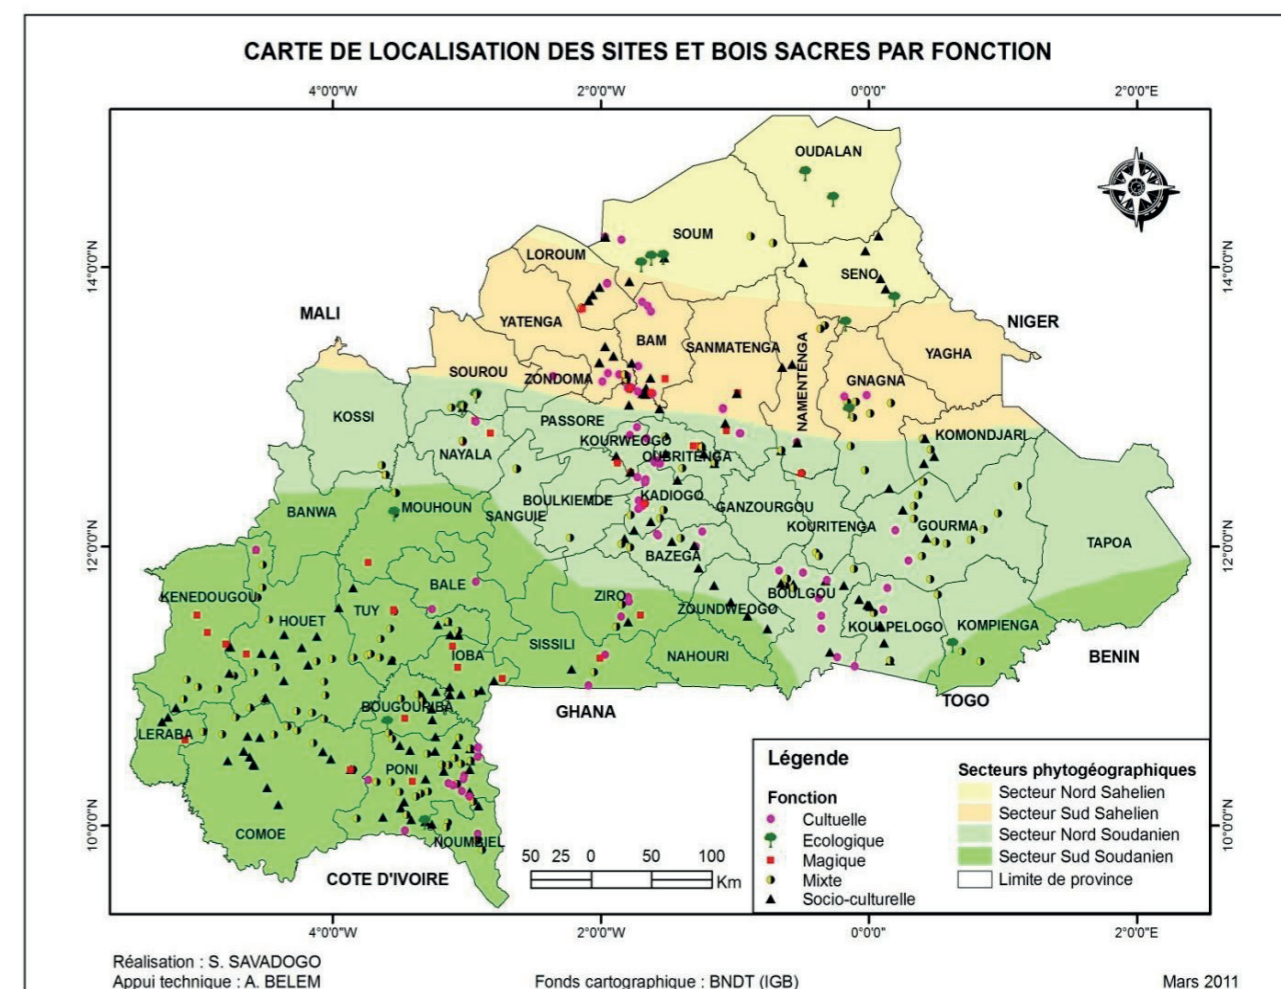 CARTE DE LOCALISATION DES SITES ET BOIS SACRES PAR FONCTION
4°0'0"W 2°0'0"W 0°0'0" 2°0'0"E
14°0'0"N
12°0'0"N
10°0'0"N
14°0'0"N
12°0'0"N
10°0'0"N
OUDALAN
SOUM
LOROUM
SENO
MALI
NIGER
YATENGA
BAM
SANMATENGA
NAMENTENGA
YAGHA
SOUROU
ZONDOMA
GNAGNA
KOSSI
PASSORE
KOURWEOGO
KOMONDJARI
NAYALA
OUBRITENGA
BANWA
MOUHOUN
SANGUIE
BOULKIEMDE
KADIOGO
GANZOURGOU
KOURITENGA
GOURMA
TAPOA
BAZEGA
KENEDOUGOU
BALE
TUY
HOUET
ZIRO
ZOUNDWEOGO
BOULGOU
KOULPELOGO
KOMPIENGA
IOBA
SISSILI
NAHOURI
BENIN
BOUGOURIBA
GHANA
TOGO
LERABA
PONI
COMOE
NOUMBIEL
COTE D'IVOIRE
Légende
Fonction
Cultuelle
Ecologique
Magique
Mixte
Socio-culturelle
Secteurs phytogéographiques
Secteur Nord Sahelien
Secteur Sud Sahelien
Secteur Nord Soudanien
Secteur Sud Soudanien
Limite de province
50 25 0 50 100
Km
4°0'0"W 2°0'0"W 0°0'0" 2°0'0"E
Réalisation : S. SAVADOGO
Appui technique : A. BELEM Fonds cartographique : BNDT (IGB) Mars 2011